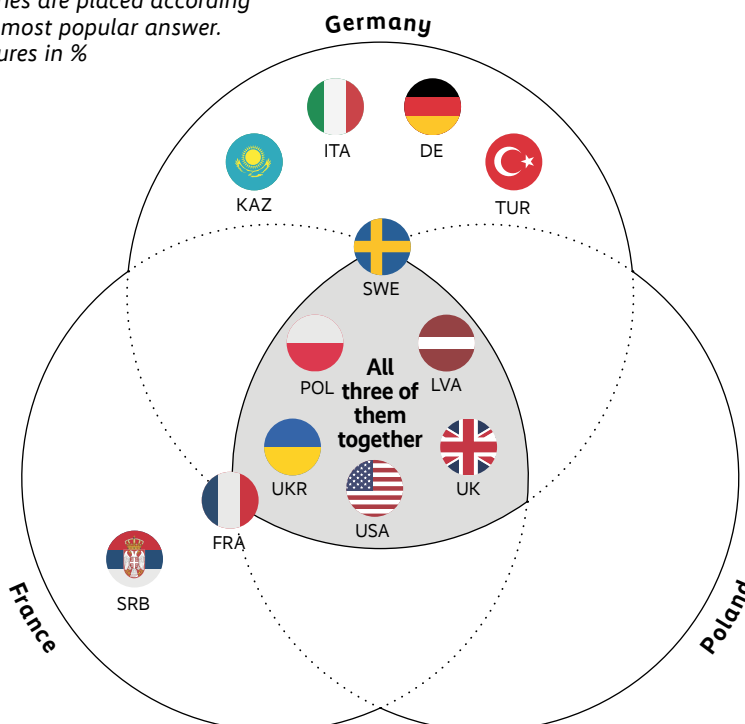 nes are placed according
most popular answer.
ures in %
Germany
ITA
DE
KAZ
TUR
SWE
POL
LVA
All
three of
them
together
UKR
UK
USA
FRA
SRB
France
Poland